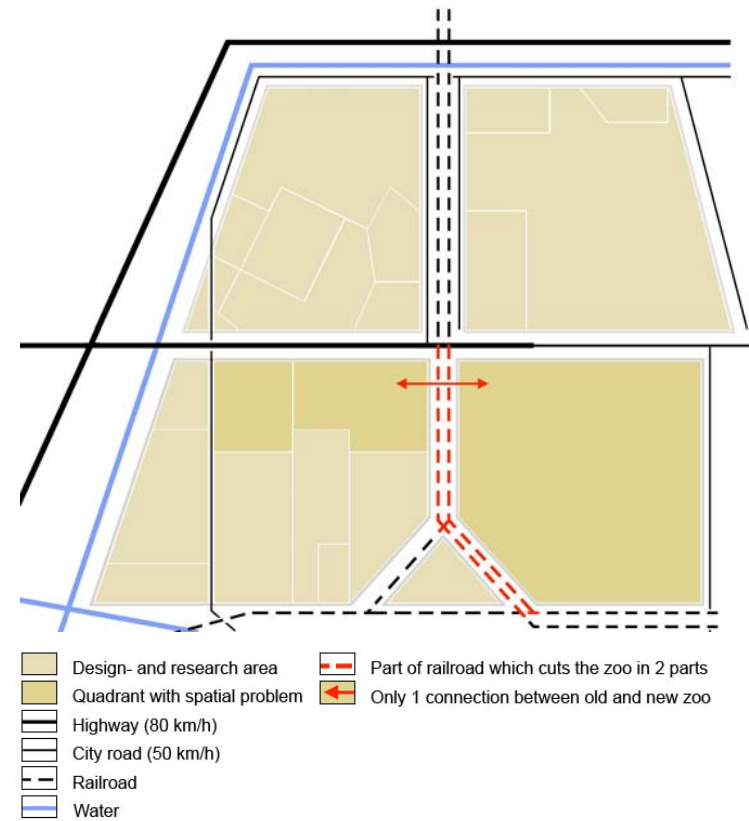 Design- and research area
Quadrant with spatial problem
Highway (80 km/h)
City road (50 km/h)
Railroad
Water
Part of railroad which cuts the zoo in 2 parts
Only 1 connection between old and new zoo